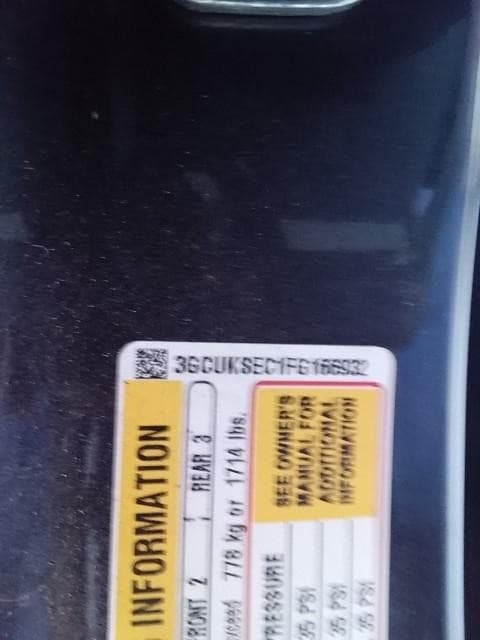 3GCUKSEC1FG166932
INFORMATION
FRONT 2 REAR 3
778 kg or 1714 lbs.
PRESSURE
35 PSI
35 PSI
35 PSI
SEE OWNER'S
MANUAL FOR
ADDITIONAL
INFORMATION